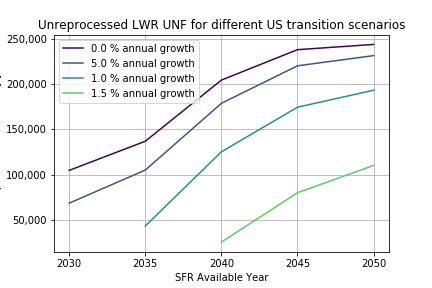 Unreprocessed LWR UNF for different US transition scenarios
250,000
200,000
150,000
100,000
50,000
0.0 % annual growth
5.0 % annual growth
1.0 % annual growth
1.5 % annual growth
2030 2035 2040 2045 2050
SFR Available Year